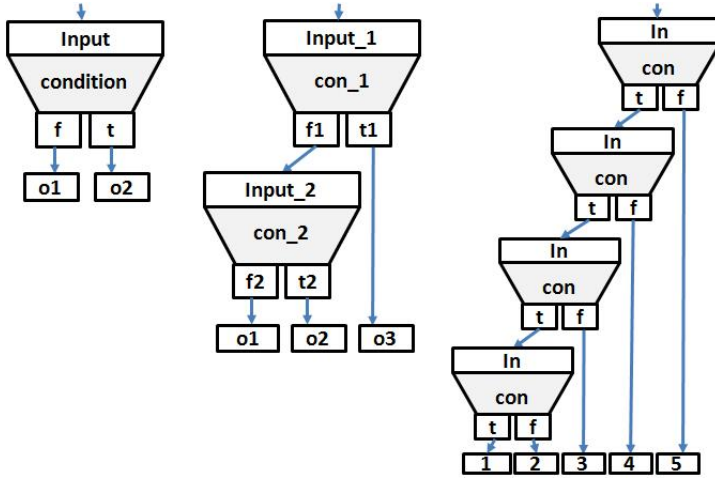 Input
condition
f t
o1 o2
Input_1
con_1
f1 t1
Input_2
con_2
f2 t2
o1 o2 o3
In
con
t f
In
con
t f
In
con
t f
In
con
t f
1 2 3 4 5